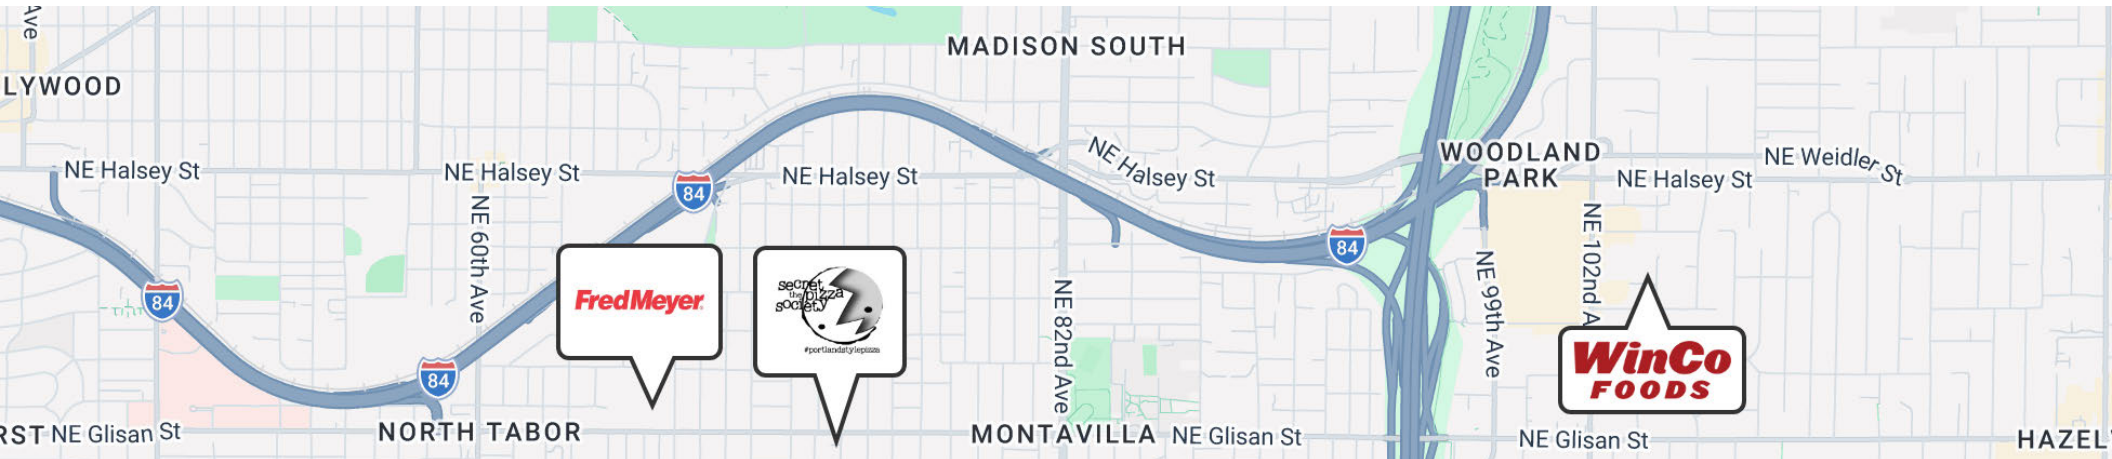 Ave
MADISON SOUTH
LYWOOD
NE Halsey St
NE Halsey St
84
NE Halsey St
NE Halsey St
WOODLAND
PARK
NE Weidler St
NE Halsey St
NE 60th Ave
84
84
84
FredMeyer
secret
the pizza
society
#portlandstylepizza
NE 82nd Ave
NE 99th Ave
NE 102nd A
WinCo
FOODS
RST
NE Glisan St
NORTH TABOR
MONTAVILLA
NE Glisan St
NE Glisan St
HAZEL